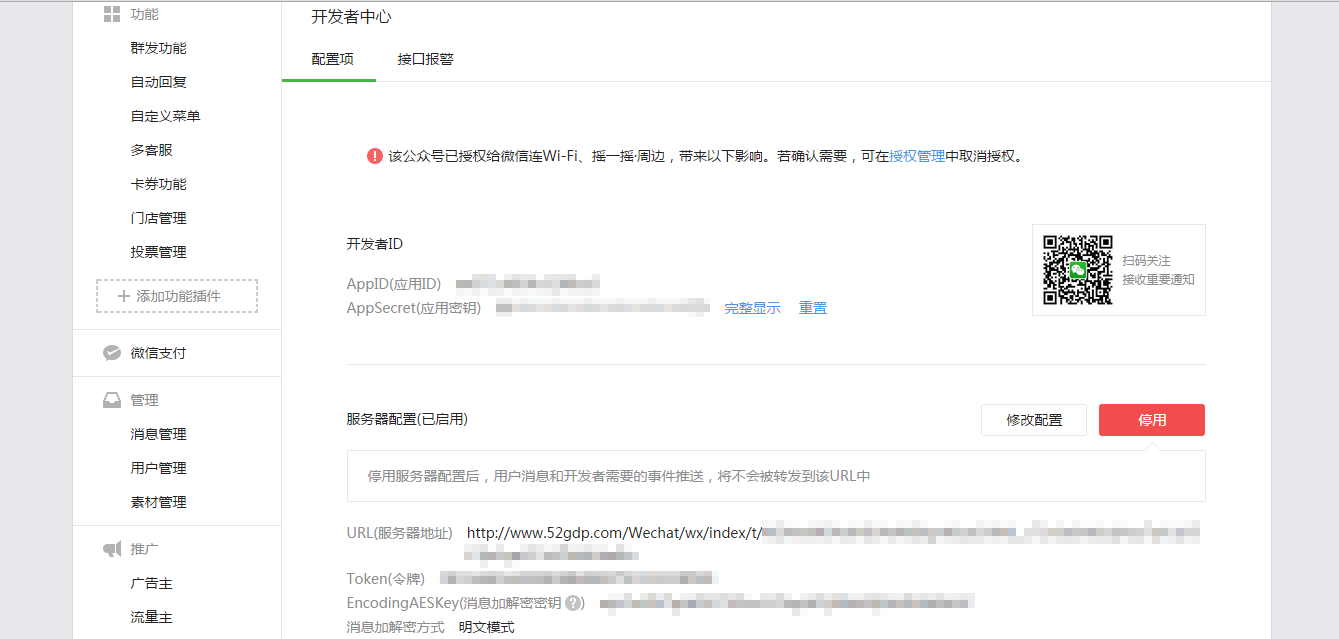 功能
群发功能
自动回复
自定义菜单
多客服
卡券功能
门店管理
投票管理
添加功能插件
微信支付
管理
消息管理
用户管理
素材管理
推广
广告主
流量主
开发者中心
配置项 接口报警
该公众号已授权给微信连Wi-Fi、摇一摇·周边，带来以下影响。若确认需要，可在授权管理中取消授权。
开发者ID
AppID(应用ID)
AppSecret(应用密钥) 完整显示 重置
扫码关注
接收重要通知
服务器配置(已启用) 修改配置 停用
停用服务器配置后，用户消息和开发者需要的事件推送，将不会被转发到该URL中
URL(服务器地址) http://www.52gdp.com/Wechat/wx/index/t/
Token(令牌)
EncodingAESKey(消息加解密密钥 ?)
消息加解密方式 明文模式